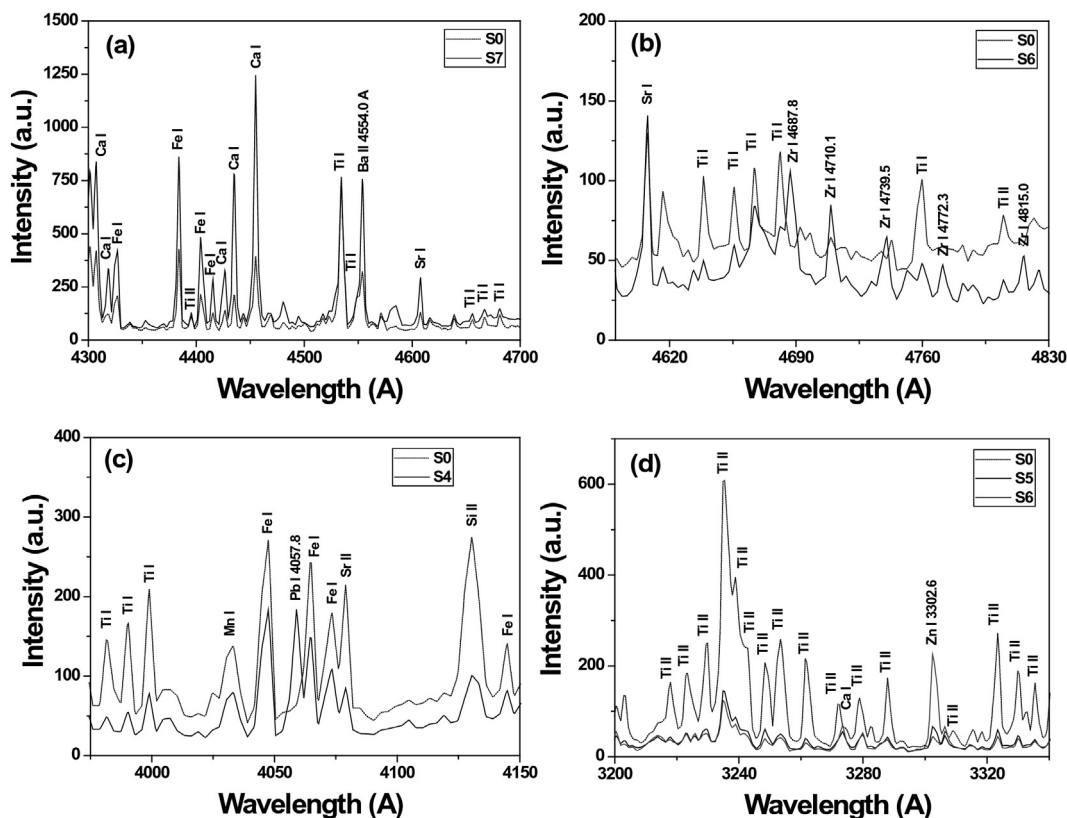 (a)
S0
S7
Intensity (a.u.)
1500
1250
1000
750
500
250
0
Ca I
Ca I
Fe I
Fe I
Ti II
Fe I
Fe I
Ca I
Ca I
Ca I
Ti I
Ti I
Ba II 4554.0 A
Sr I
Ti I
Ti I
Ti I
4300
4400
4500
4600
4700
Wavelength (A)
(b)
S0
S6
Intensity (a.u.)
200
150
100
50
0
Sr I
Ti I
Ti I
Ti I
Ti I
Zr I 4687.8
Zr I 4710.1
Zr I 4739.5
Ti I
Zr I 4772.3
Ti II
Zr I 4815.0
4620
4690
4760
4830
Wavelength (A)
(c)
S0
S4
Intensity (a.u.)
400
300
200
100
0
Ti I
Ti I
Ti I
Mn I
Fe I
Pb I 4057.8
Fe I
Fe I
Sr II
Si II
Fe I
4000
4050
4100
4150
Wavelength (A)
(d)
S0
S5
S6
Intensity (a.u.)
600
400
200
0
Ti II
Ti II
Ti II
Ti II
Ti II
Ti II
Ti II
Ti II
Ti II
Ti II
Ca I
Ti II
Ti II
Zn I 3302.6
Ti II
Ti II
Ti II
Ti II
3200
3240
3280
3320
Wavelength (A)